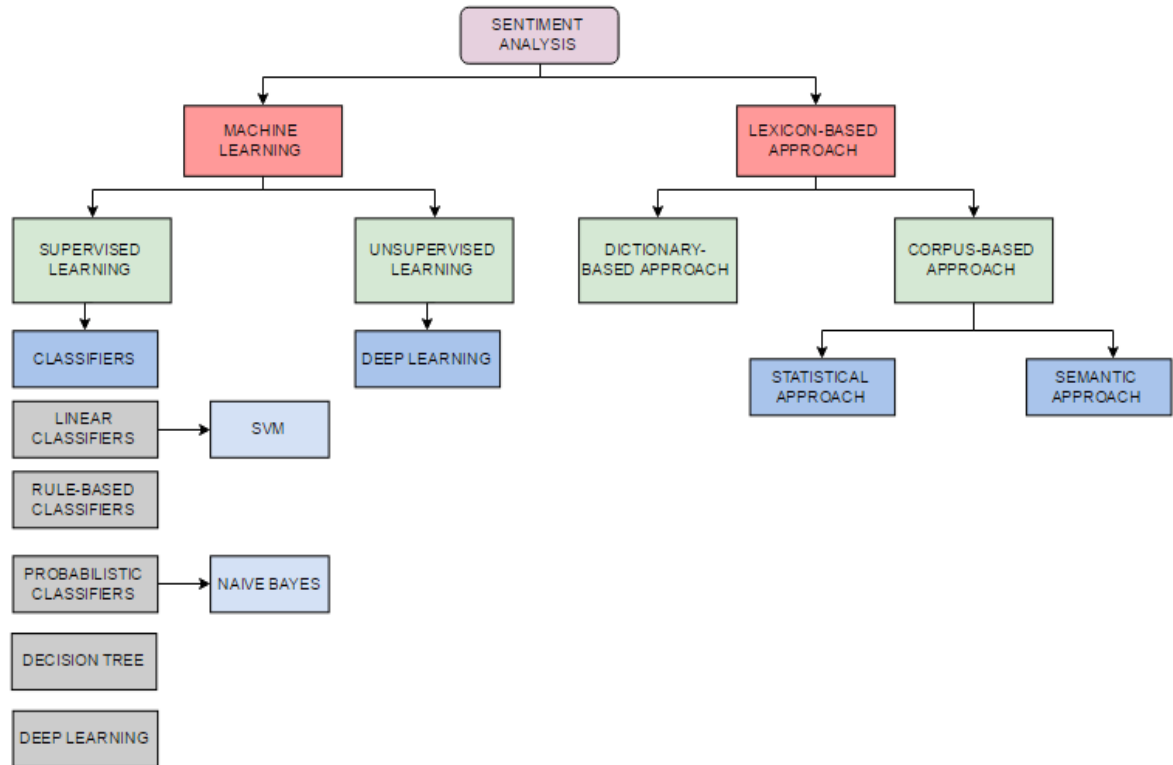 SENTIMENT
ANALYSIS
MACHINE
LEARNING
LEXICON-BASED
APPROACH
SUPERVISED
LEARNING
UNSUPERVISED
LEARNING
DICTIONARY-
BASED APPROACH
CORPUS-BASED
APPROACH
CLASSIFIERS
DEEP LEARNING
STATISTICAL
APPROACH
SEMANTIC
APPROACH
LINEAR
CLASSIFIERS
SVM
RULE-BASED
CLASSIFIERS
PROBABILISTIC
CLASSIFIERS
NAIVE BAYES
DECISION TREE
DEEP LEARNING